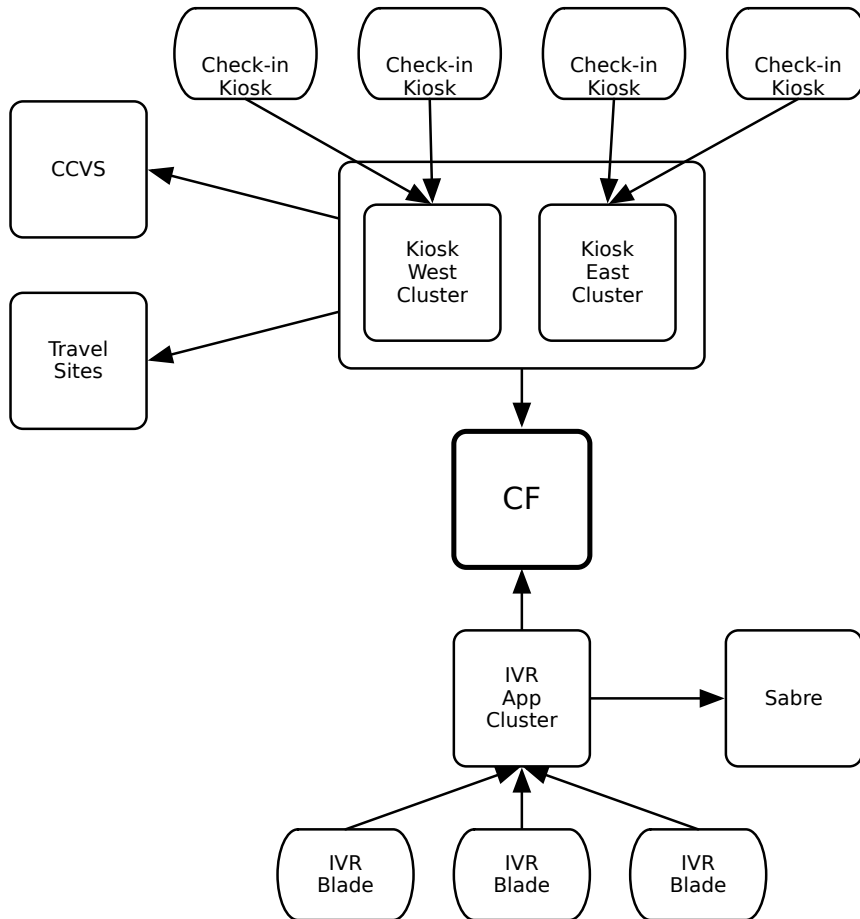 Check-in
Kiosk
Check-in
Kiosk
Check-in
Kiosk
Check-in
Kiosk
CCVS
Kiosk
West
Cluster
Kiosk
East
Cluster
Travel
Sites
CF
IVR
App
Cluster
Sabre
IVR
Blade
IVR
Blade
IVR
Blade